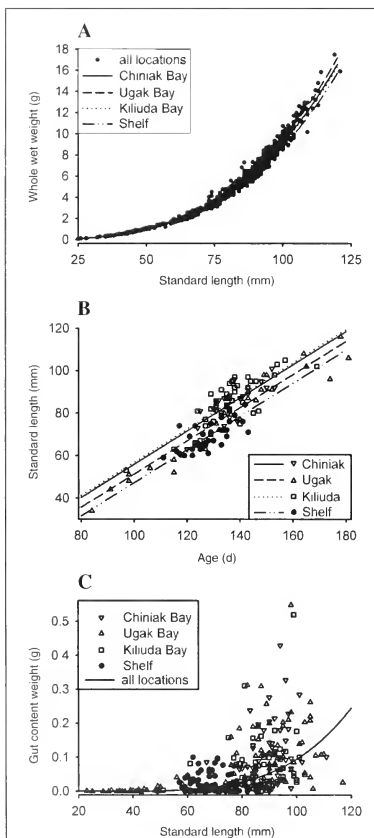 A
18
16
14
12
10
8
6
4
2
0
Whole wet weight (g)
all locations
Chiniak Bay
Ugak Bay
Kiliuda Bay
Shelf
25
50
75
100
125
Standard length (mm)
B
120
100
80
60
40
Standard length (mm)
Chiniak
Ugak
Kiliuda
Shelf
80
100
120
140
160
180
Age (d)
C
0.5
0.4
0.3
0.2
0.1
0.0
Gut content weight (g)
Chiniak Bay
Ugak Bay
Kiliuda Bay
Shelf
all locations
20
40
60
80
100
120
Standard length (mm)